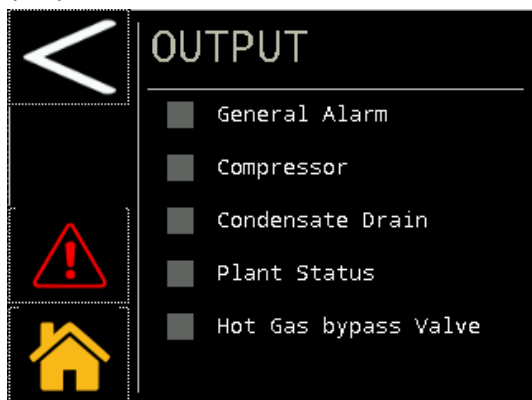 OUTPUT
General Alarm
Compressor
Condensate Drain
Plant Status
Hot Gas bypass Valve